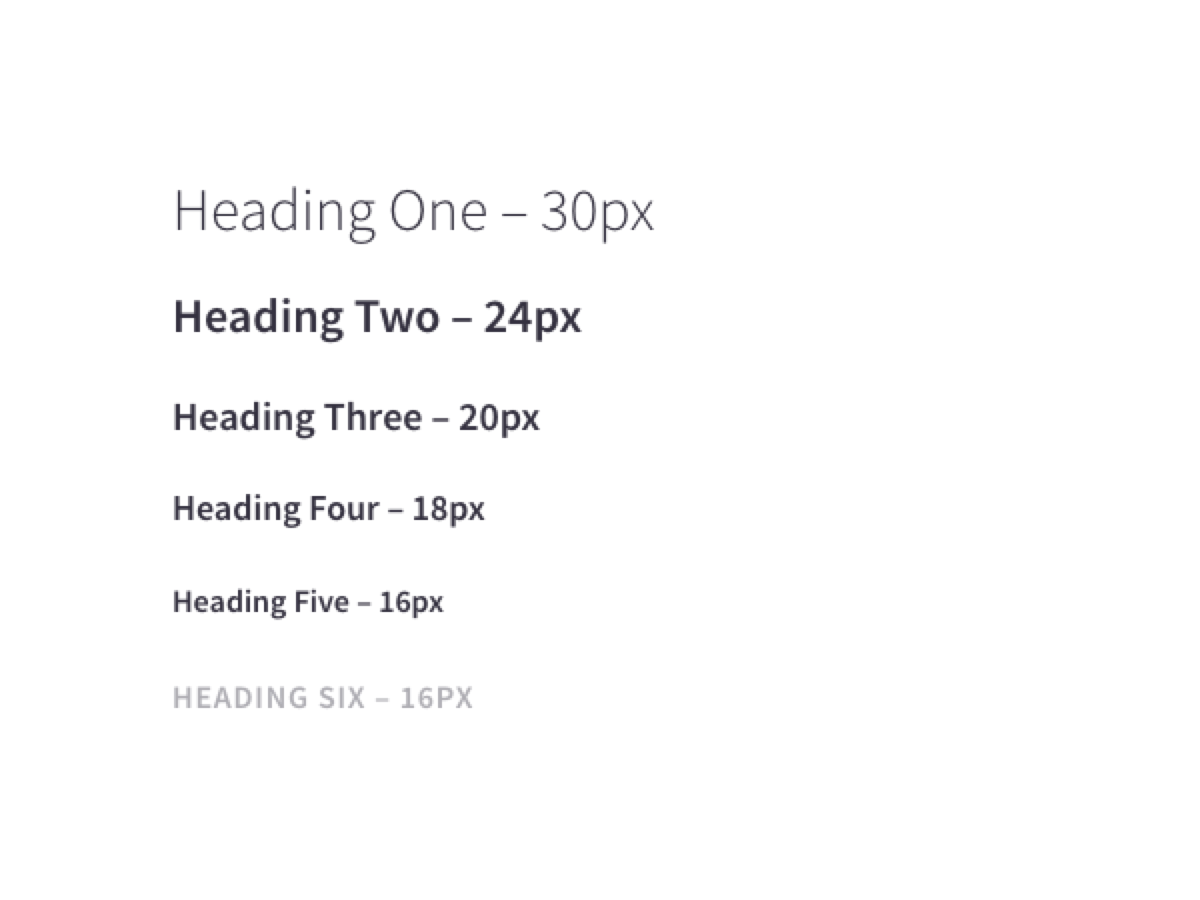 Heading One – 30px
Heading Two – 24px
Heading Three – 20px
Heading Four – 18px
Heading Five – 16px
HEADING SIX – 16PX